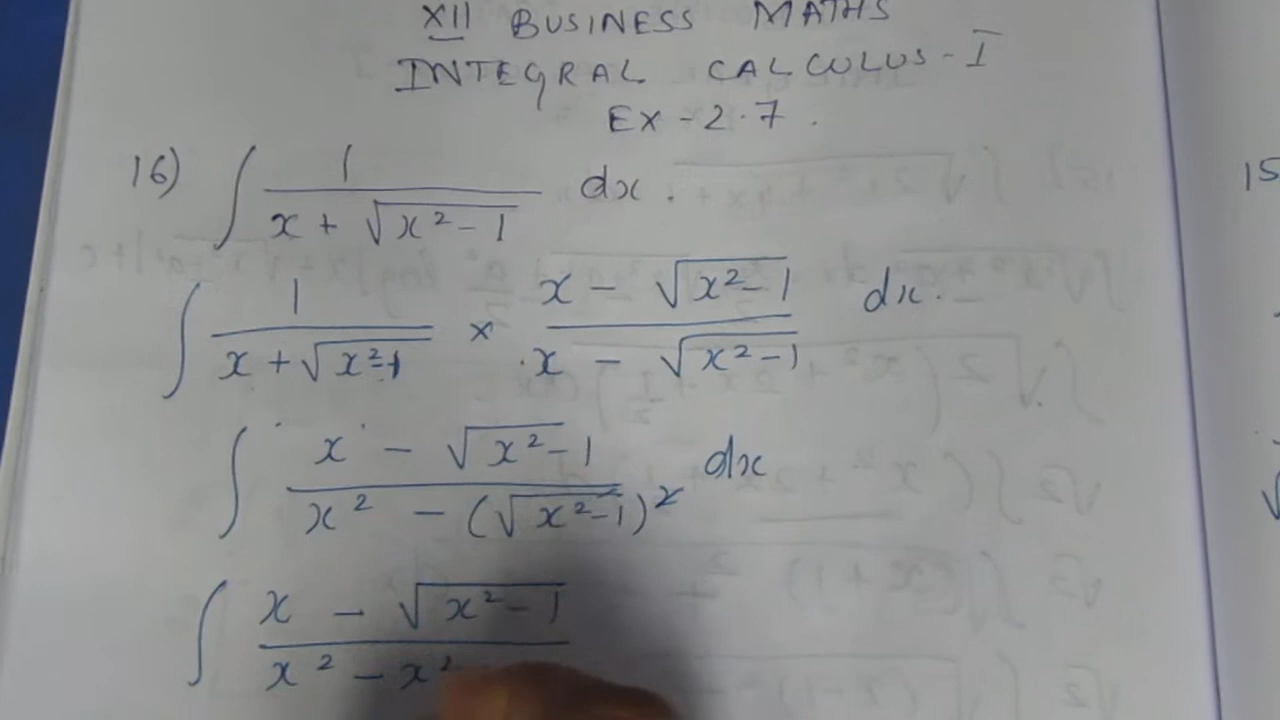 XII BUSINESS MATHS
INTEGRAL CALCULUS - I
EX - 2.7.
16) ∫ 1 / (x + √(x² - 1)) dx.
∫ 1 / (x + √(x² - 1)) × (x - √(x² - 1)) / (x - √(x² - 1)) dx.
∫ (x - √(x² - 1)) / (x² - (√(x² - 1))²) dx
∫ (x - √(x² - 1)) / (x² - x²
15